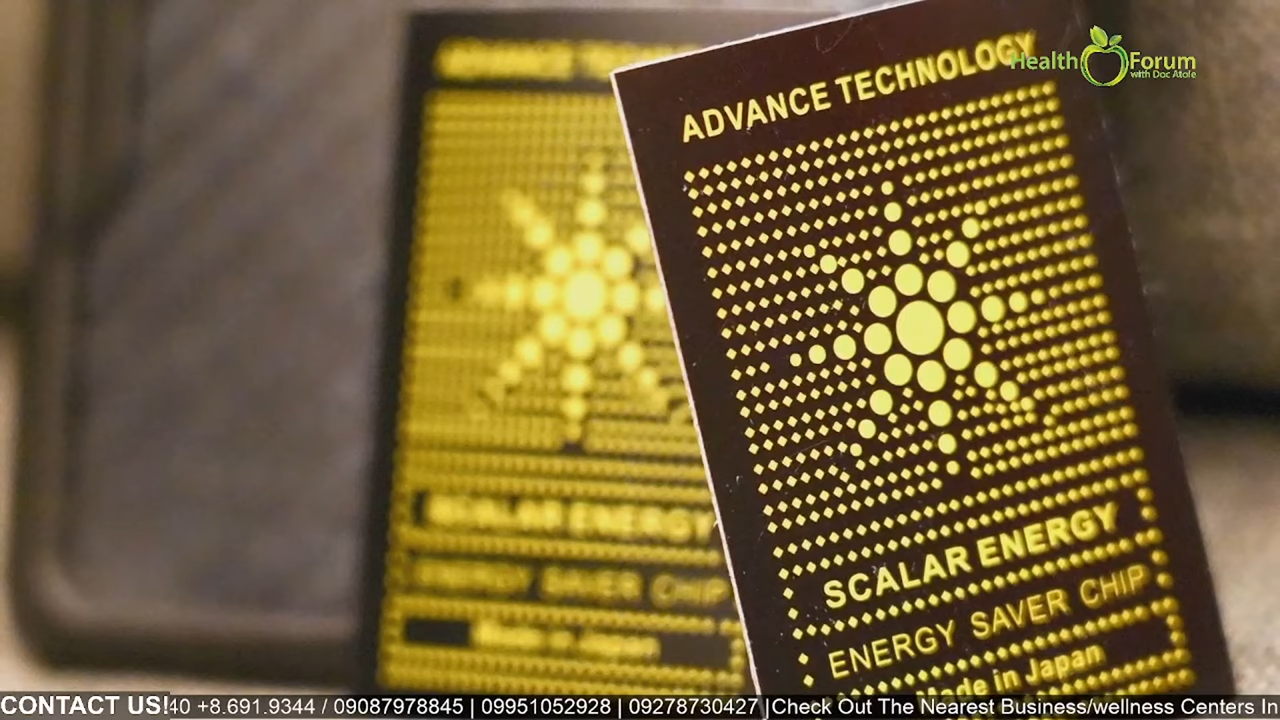 Health Forum
with Doc Atoie
ADVANCE TECHNOLOGY
SCALAR ENERGY
ENERGY SAVER CHIP
Made in Japan
SCALAR ENERGY
ENERGY SAVER CHIP
Made in Japan
CONTACT US! 40 +8.691.9344 / 09087978845 | 09951052928 | 09278730427 |Check Out The Nearest Business/wellness Centers In